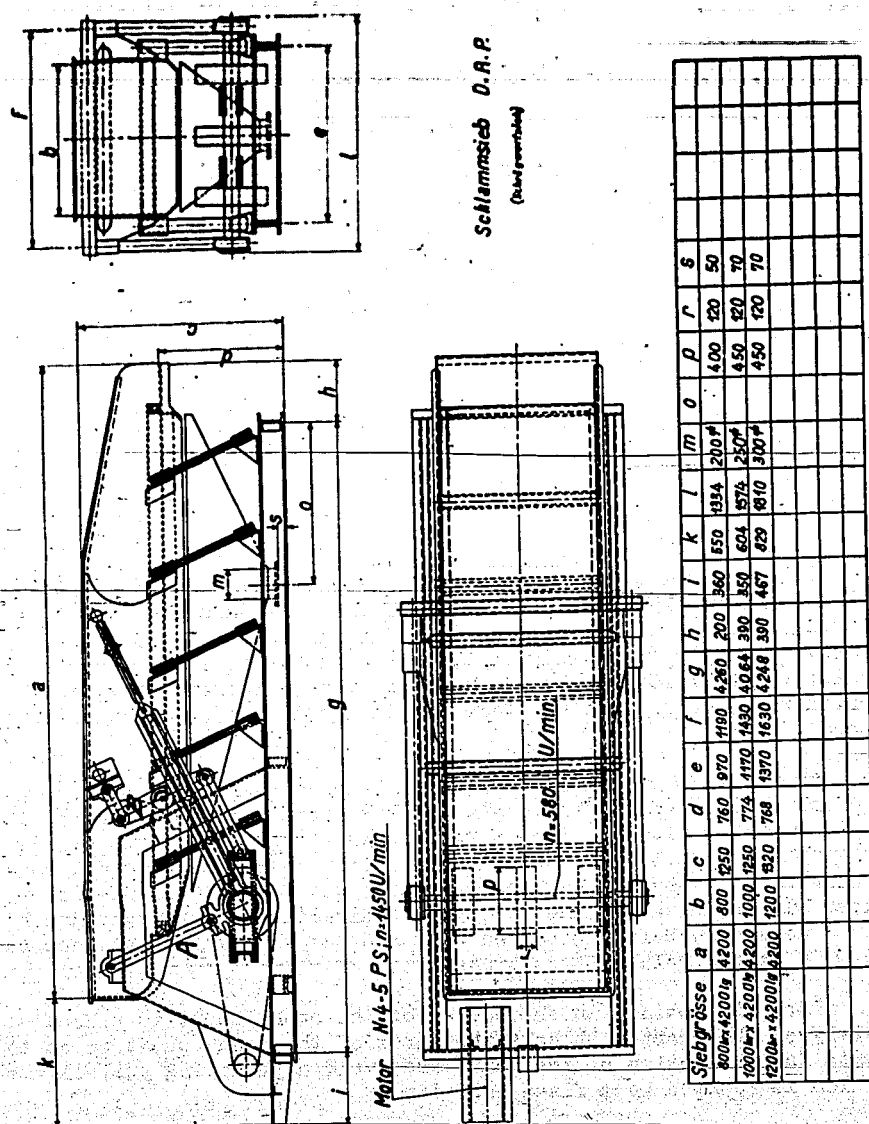 f
b
e
l
Schlammsieb D.R.P.
a
k
c
d
h
o
s
m
g
A
i
Motor N=4-5 PS; n=1450U/min
n=580 U/min
p
r
Siebgrösse a b c d e f g h i k l m o p r s
800br x 4200lg 4200 800 1250 760 970 1190 4260 200 360 650 1334 200⌀ 400 120 50
1000br x 4200lg 4200 1000 1250 774 1170 1430 4064 390 350 604 1574 250⌀ 450 120 70
1200br x 4200lg 4200 1200 1320 768 1370 1630 4248 390 467 829 1810 300⌀ 450 120 70